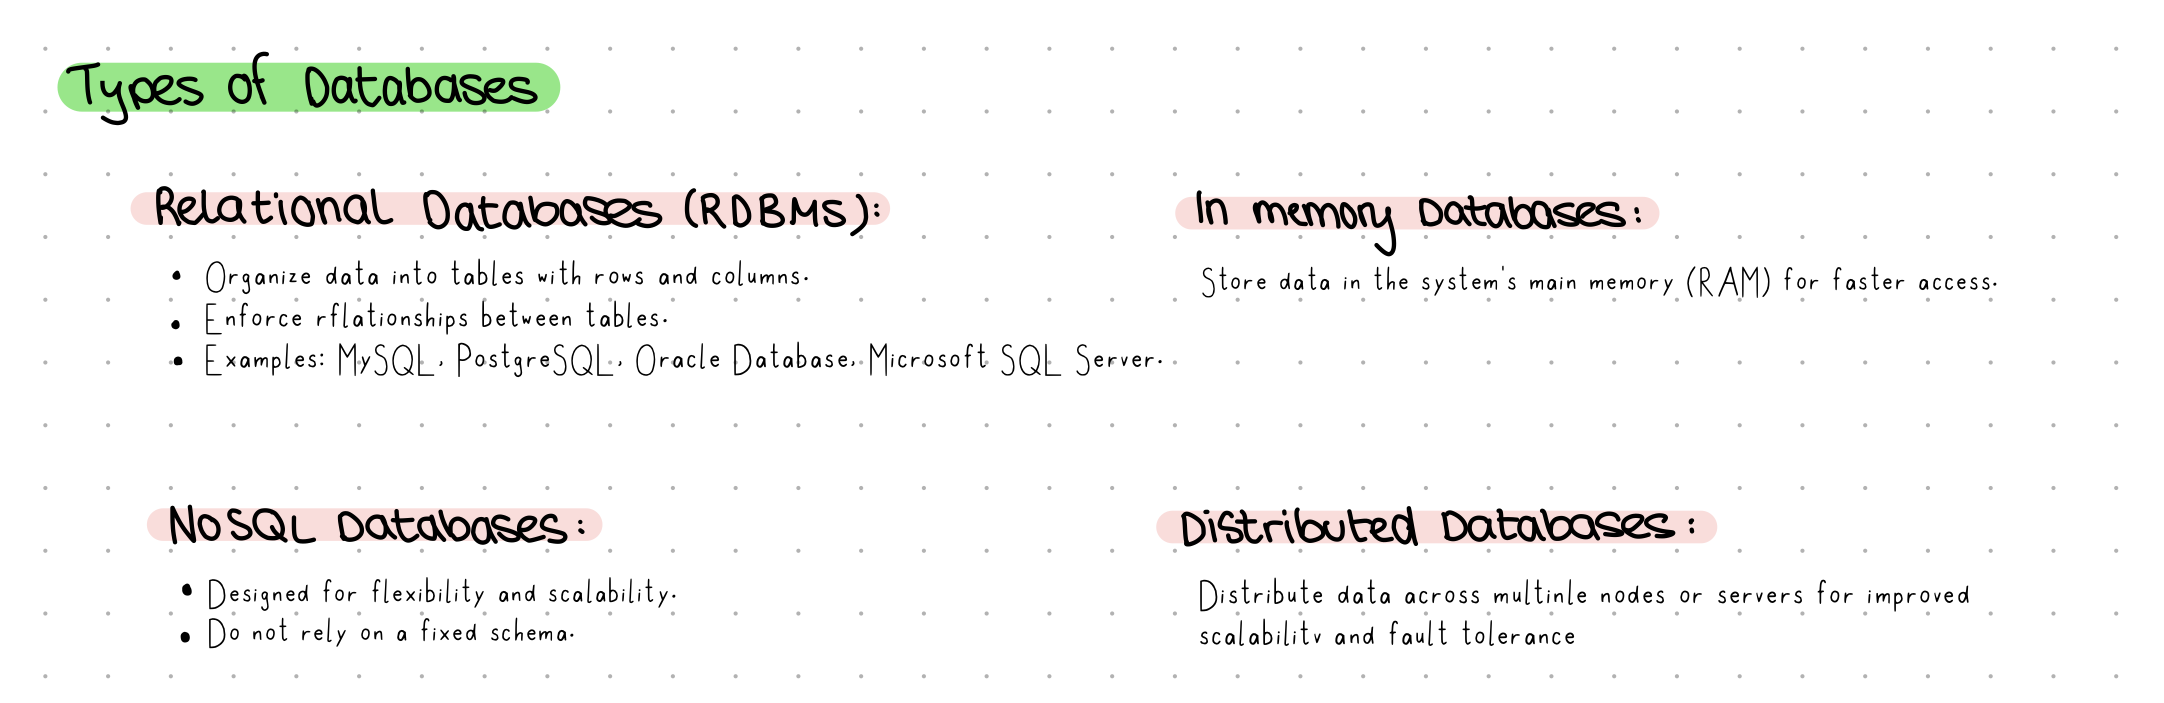 Types of Databases
Relational Databases (RDBMS):
• Organize data into tables with rows and columns.
• Enforce rflationships between tables.
• Examples: MySQL, PostgreSQL, Oracle Database, Microsoft SQL Server.
In memory Databases:
Store data in the system's main memory (RAM) for faster access.
NoSQL Databases:
• Designed for flexibility and scalability.
• Do not rely on a fixed schema.
Distributed Databases:
Distribute data across multinle nodes or servers for improved
scalabilitv and fault tolerance